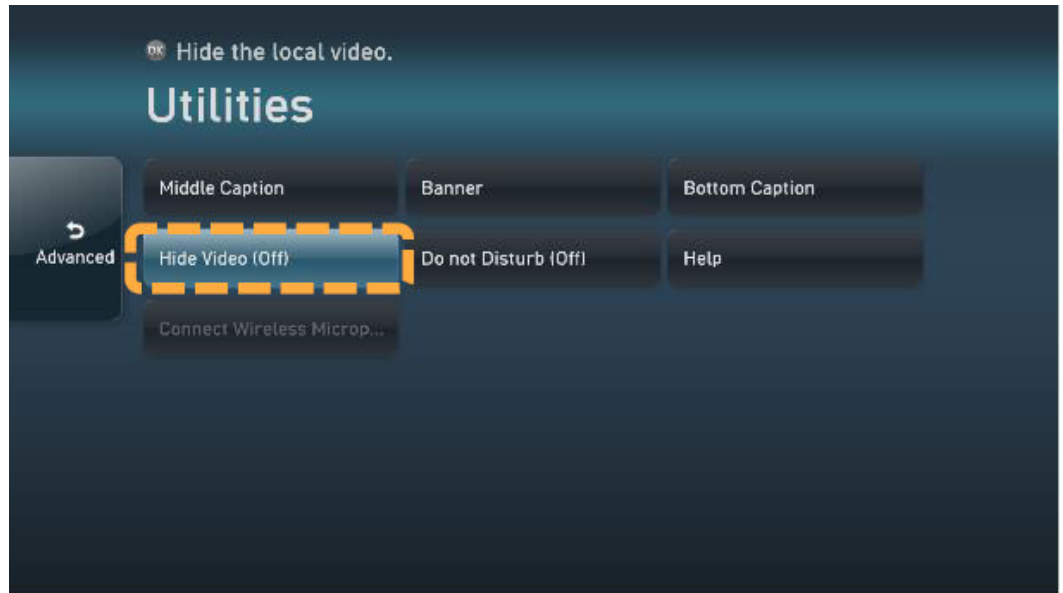 OK Hide the local video.
Utilities
Middle Caption Banner Bottom Caption
Advanced
Hide Video (Off) Do not Disturb (Off) Help
Connect Wireless Microp...